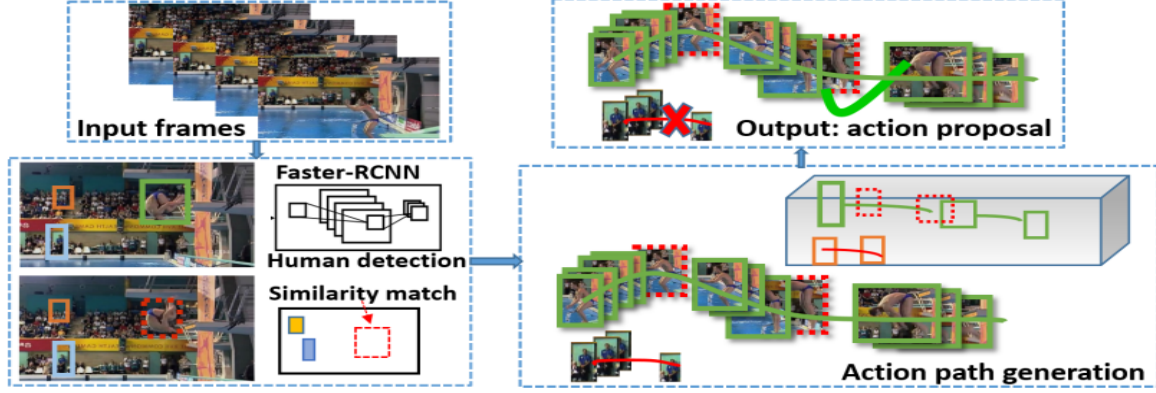 Input frames
Faster-RCNN
Human detection
Similarity match
Output: action proposal
Action path generation